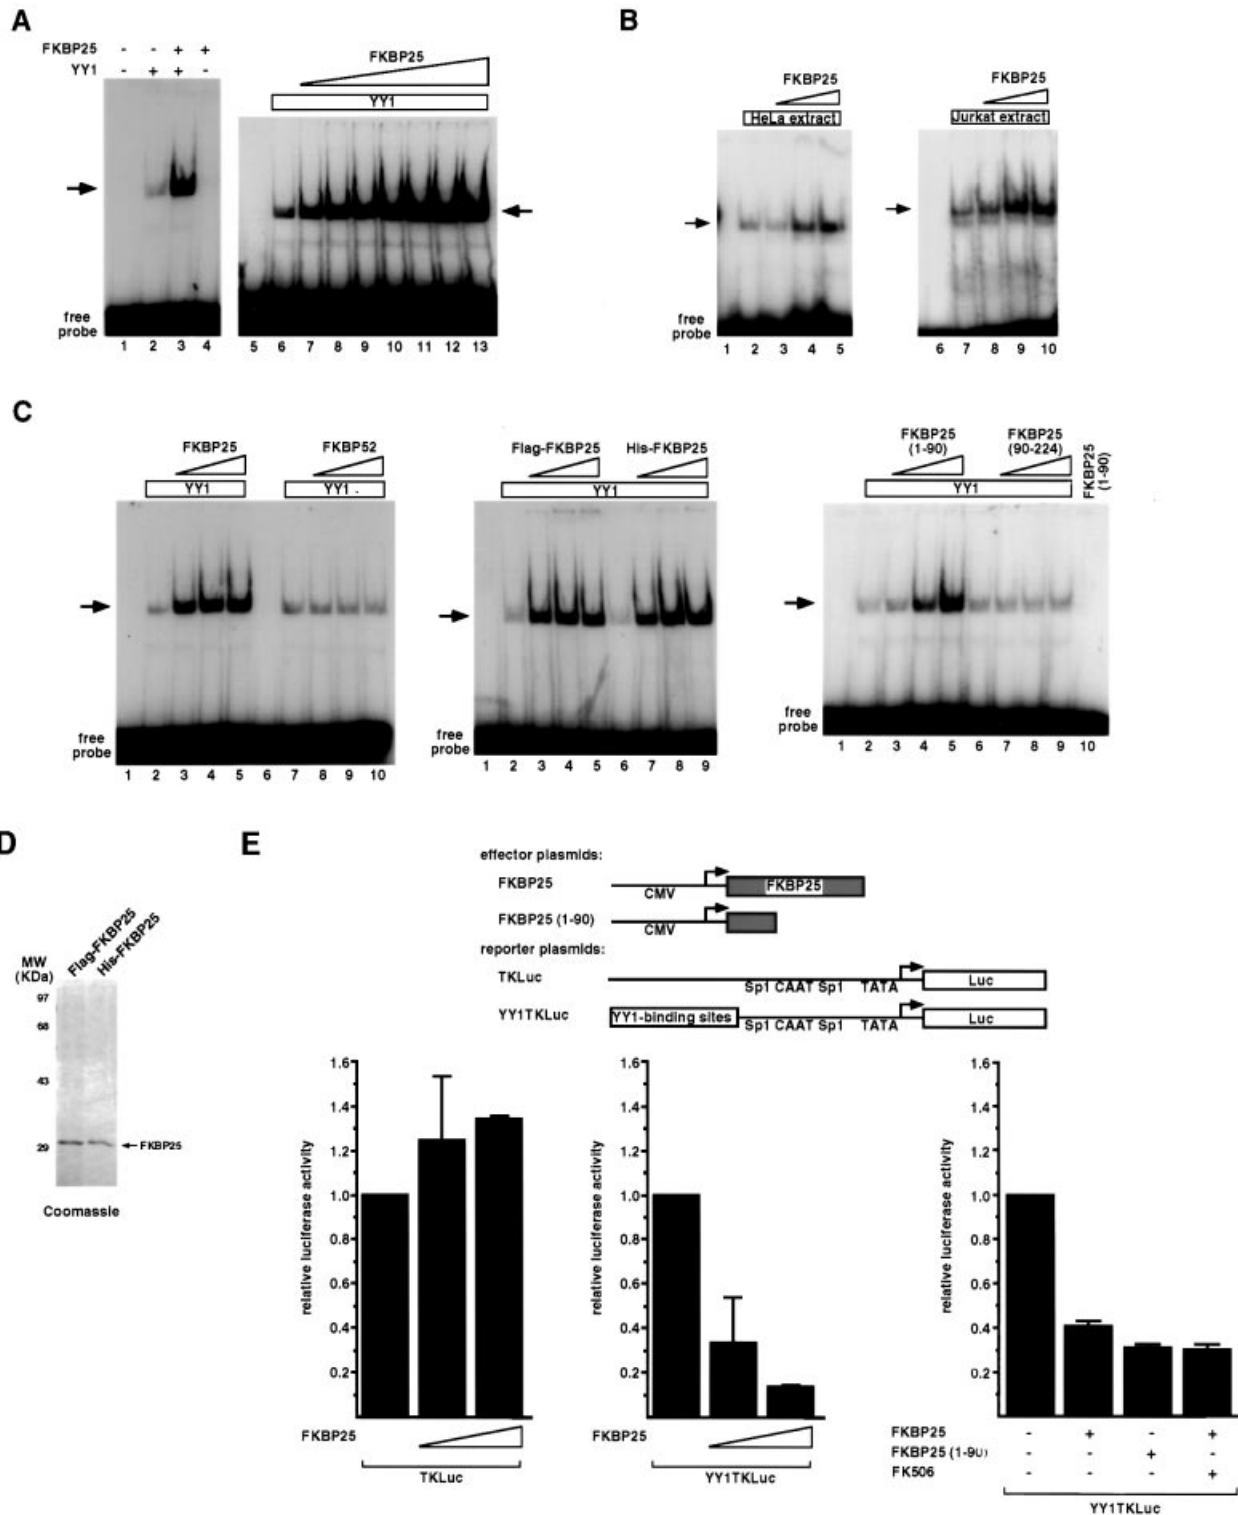 A
FKBP25 - - + +
YY1 - + + -
FKBP25
YY1
free
probe
1 2 3 4
5 6 7 8 9 10 11 12 13
B
FKBP25
HeLa extract
FKBP25
Jurkat extract
free
probe
1 2 3 4 5
6 7 8 9 10
C
FKBP25
YY1
FKBP52
YY1
free
probe
1 2 3 4 5 6 7 8 9 10
Flag-FKBP25
His-FKBP25
YY1
free
probe
1 2 3 4 5 6 7 8 9
FKBP25
(1-90)
FKBP25
(90-224)
YY1
FKBP25
(1-90)
free
probe
1 2 3 4 5 6 7 8 9 10
D
MW
(KDa)
Flag-FKBP25
His-FKBP25
97
68
43
29
FKBP25
Coomassie
E
effector plasmids:
FKBP25
CMV
FKBP25
FKBP25 (1-90)
CMV
reporter plasmids:
TKLuc
Sp1 CAAT Sp1 TATA
Luc
YY1TKLuc
YY1-binding sites
Sp1 CAAT Sp1 TATA
Luc
relative luciferase activity
1.6
1.4
1.2
1.0
0.8
0.6
0.4
0.2
FKBP25
TKLuc
relative luciferase activity
1.6
1.4
1.2
1.0
0.8
0.6
0.4
0.2
FKBP25
YY1TKLuc
relative luciferase activity
1.6
1.4
1.2
1.0
0.8
0.6
0.4
0.2
FKBP25 - + - +
FKBP25 (1-90) - - + -
FK506 - - - +
YY1TKLuc